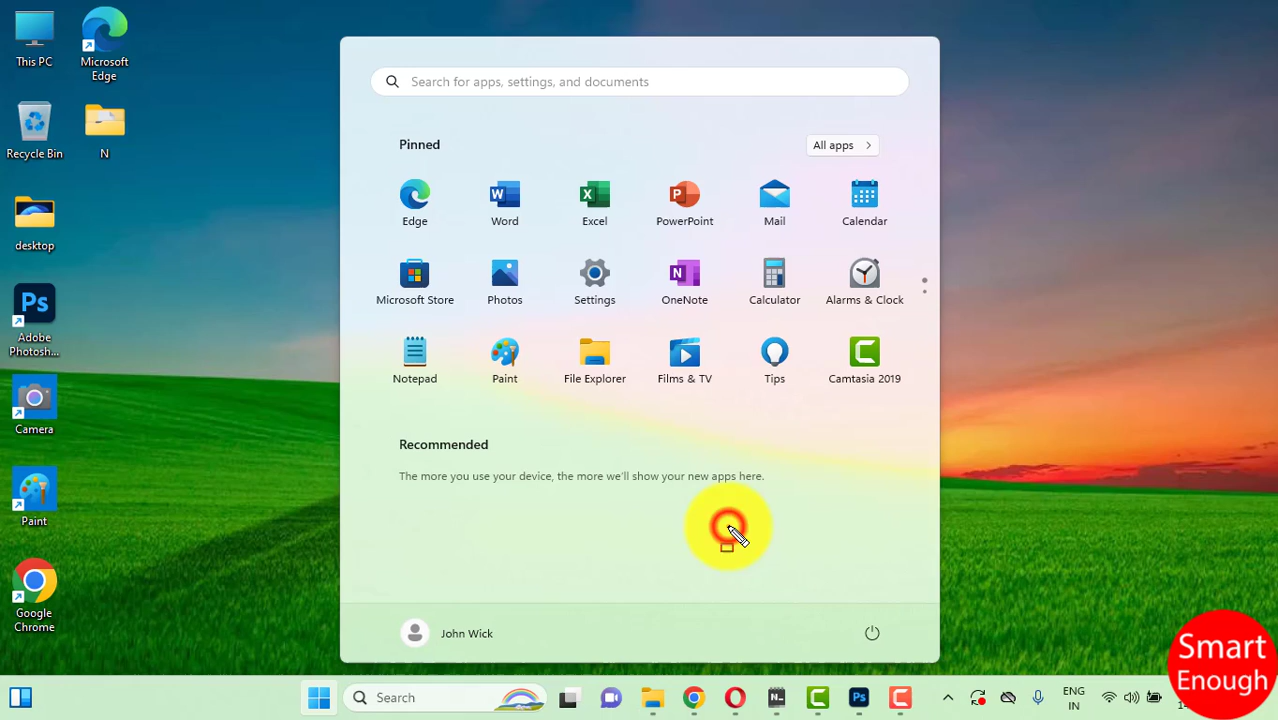 This PC
Microsoft
Edge
Recycle Bin
N
desktop
Ps
Adobe
Photosh...
Camera
Paint
Google
Chrome
Search for apps, settings, and documents
Pinned
All apps
Edge
Word
Excel
PowerPoint
Mail
Calendar
Microsoft Store
Photos
Settings
OneNote
Calculator
Alarms & Clock
Notepad
Paint
File Explorer
Films & TV
Tips
Camtasia 2019
Recommended
The more you use your device, the more we'll show your new apps here.
John Wick
Smart
Enough
Search
ENG
IN